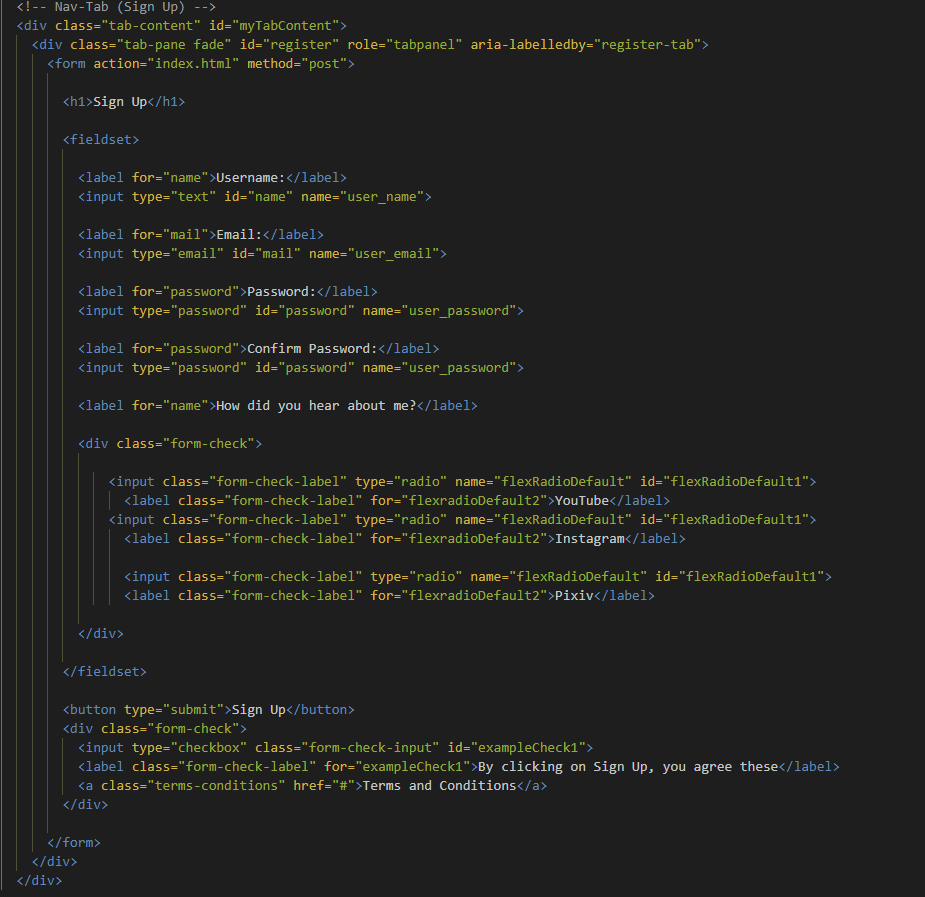 <!-- Nav-Tab (Sign Up) -->
<div class="tab-content" id="myTabContent">
<div class="tab-pane fade" id="register" role="tabpanel" aria-labelledby="register-tab">
<form action="index.html" method="post">
<h1>Sign Up</h1>
<fieldset>
<label for="name">Username:</label>
<input type="text" id="name" name="user_name">
<label for="mail">Email:</label>
<input type="email" id="mail" name="user_email">
<label for="password">Password:</label>
<input type="password" id="password" name="user_password">
<label for="password">Confirm Password:</label>
<input type="password" id="password" name="user_password">
<label for="name">How did you hear about me?</label>
<div class="form-check">
<input class="form-check-label" type="radio" name="flexRadioDefault" id="flexRadioDefault1">
<label class="form-check-label" for="flexradioDefault2">YouTube</label>
<input class="form-check-label" type="radio" name="flexRadioDefault" id="flexRadioDefault1">
<label class="form-check-label" for="flexradioDefault2">Instagram</label>
<input class="form-check-label" type="radio" name="flexRadioDefault" id="flexRadioDefault1">
<label class="form-check-label" for="flexradioDefault2">Pixiv</label>
</div>
</fieldset>
<button type="submit">Sign Up</button>
<div class="form-check">
<input type="checkbox" class="form-check-input" id="exampleCheck1">
<label class="form-check-label" for="exampleCheck1">By clicking on Sign Up, you agree these</label>
<a class="terms-conditions" href="#">Terms and Conditions</a>
</div>
</form>
</div>
</div>